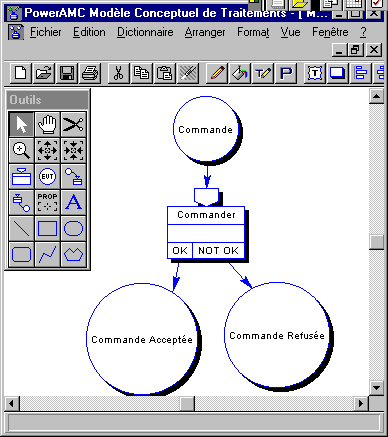 PowerAMC Modèle Conceptuel de Traitements - [ M...
Fichier Edition Dictionnaire Arranger Format Vue Fenêtre ?
Outils
EVT
PROP
A
T P T
Commande
Commander
OK NOT OK
Commande Acceptée
Commande Refusée